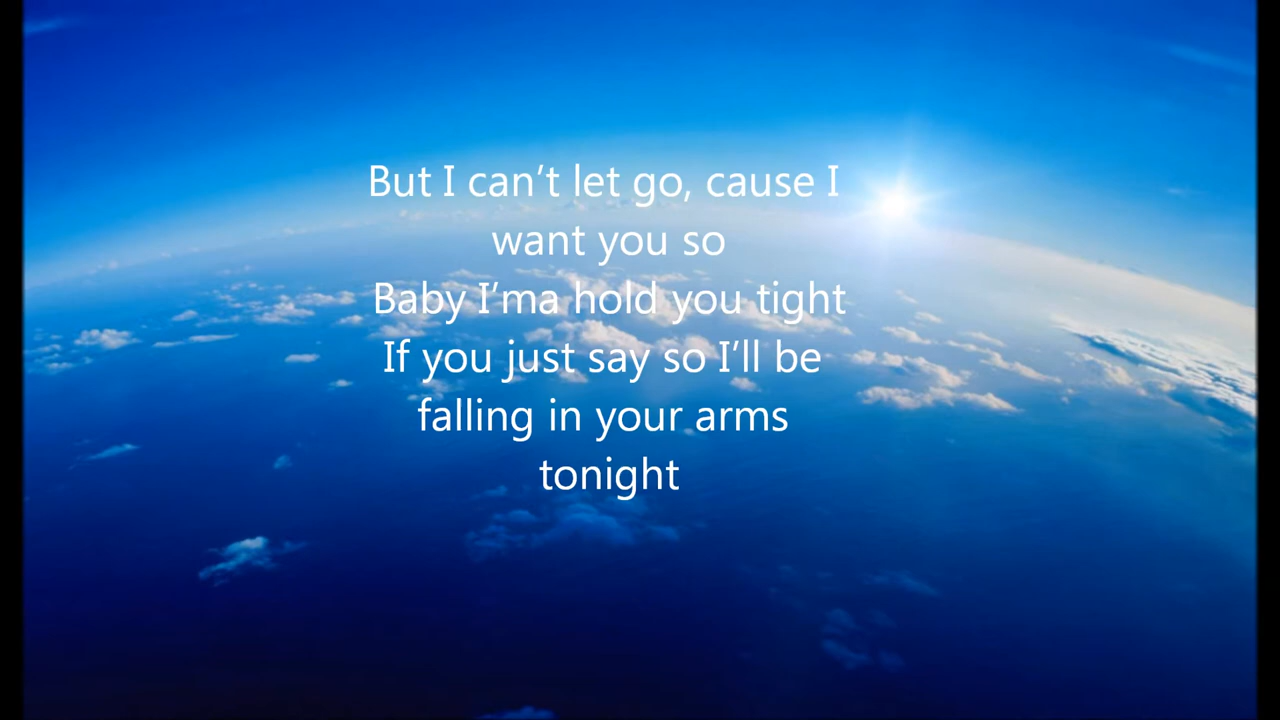 But I can’t let go, cause I
want you so
Baby I’ma hold you tight
If you just say so I’ll be
falling in your arms
tonight